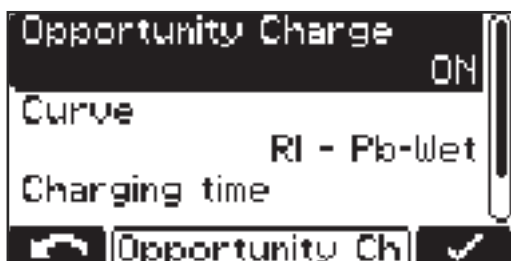 Opportunity Charge
ON
Curve
RI - Pb-Wet
Charging time
Opportunity Ch